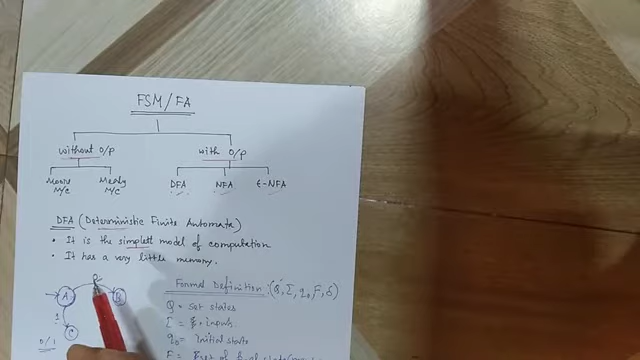 FSM/FA
without O/P
with O/P
Moore M/C
Mealy M/C
DFA
NFA
ε-NFA
DFA (Deterministic Finite Automata)
• It is the simplest model of computation
• It has a very little memory.
A
B
1
C
0/1
Formal Definition: (Q, Σ, q₀, F, δ)
Q = set states
Σ = inputs
q₀ = Initial state
F =